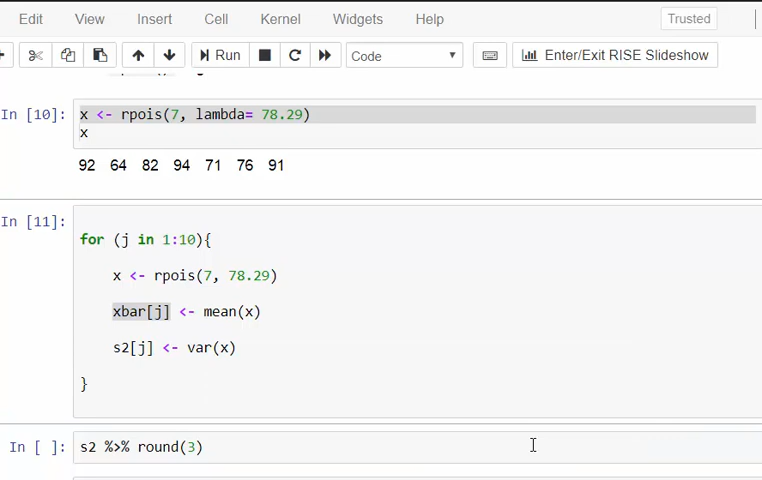 Edit View Insert Cell Kernel Widgets Help Trusted
Run Code Enter/Exit RISE Slideshow
In [10]: x <- rpois(7, lambda= 78.29)
x
92 64 82 94 71 76 91
In [11]:
for (j in 1:10){
x <- rpois(7, 78.29)
xbar[j] <- mean(x)
s2[j] <- var(x)
}
In [ ]: s2 %>% round(3)